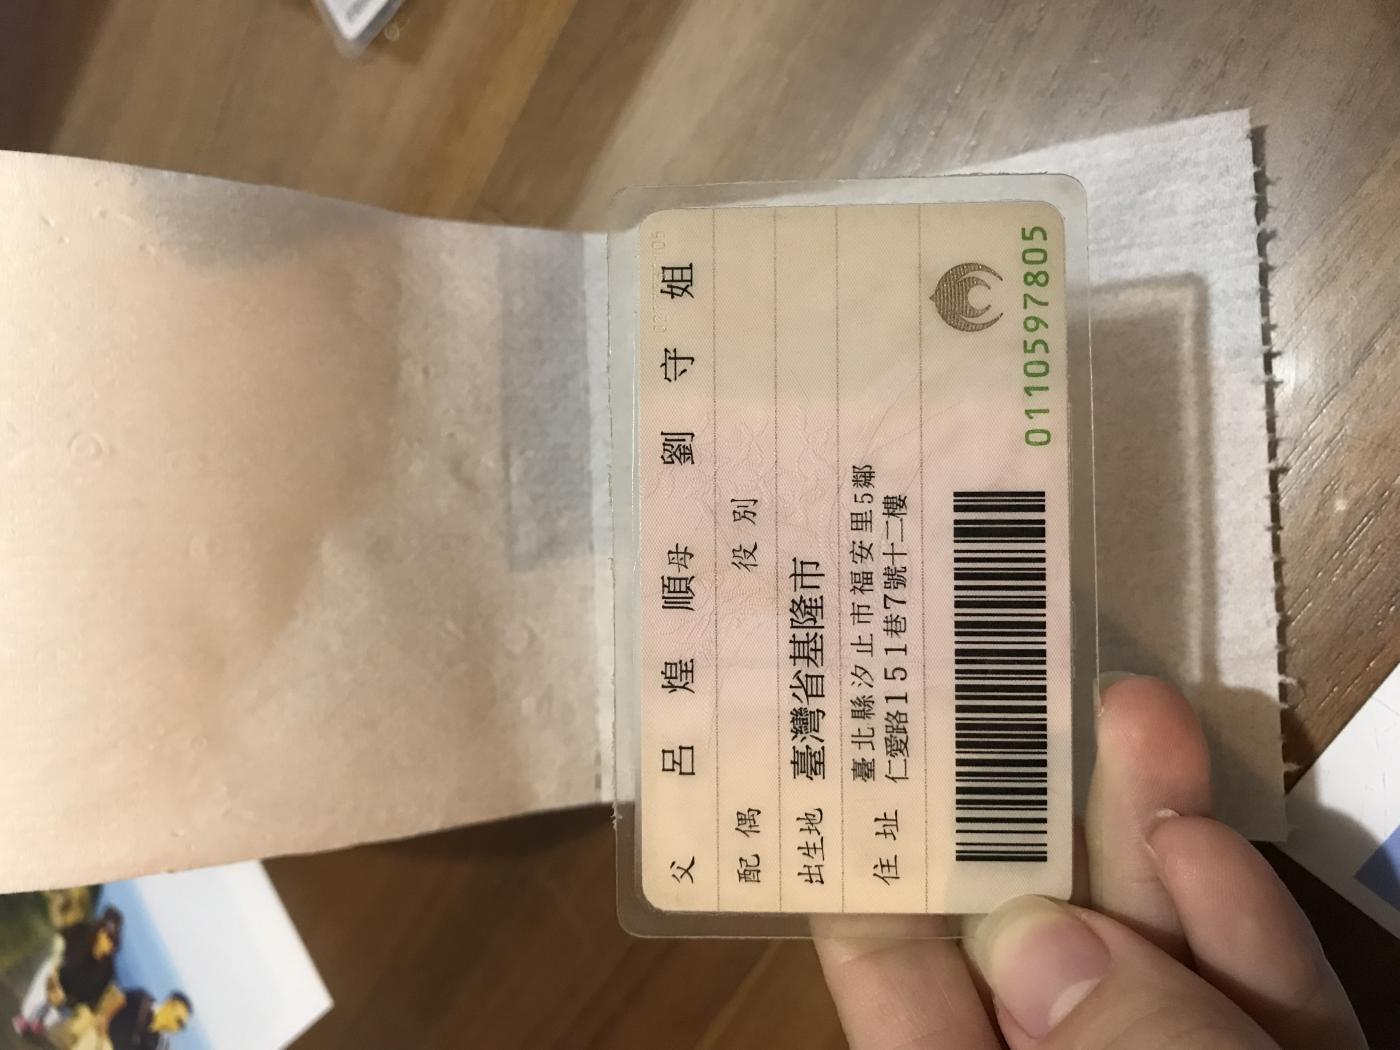 父 呂煌順 母 劉守姐
配偶 役別
出生地 臺灣省基隆市
住址 臺北縣汐止市福安里5鄰
仁愛路151巷7號十二樓
0110597805